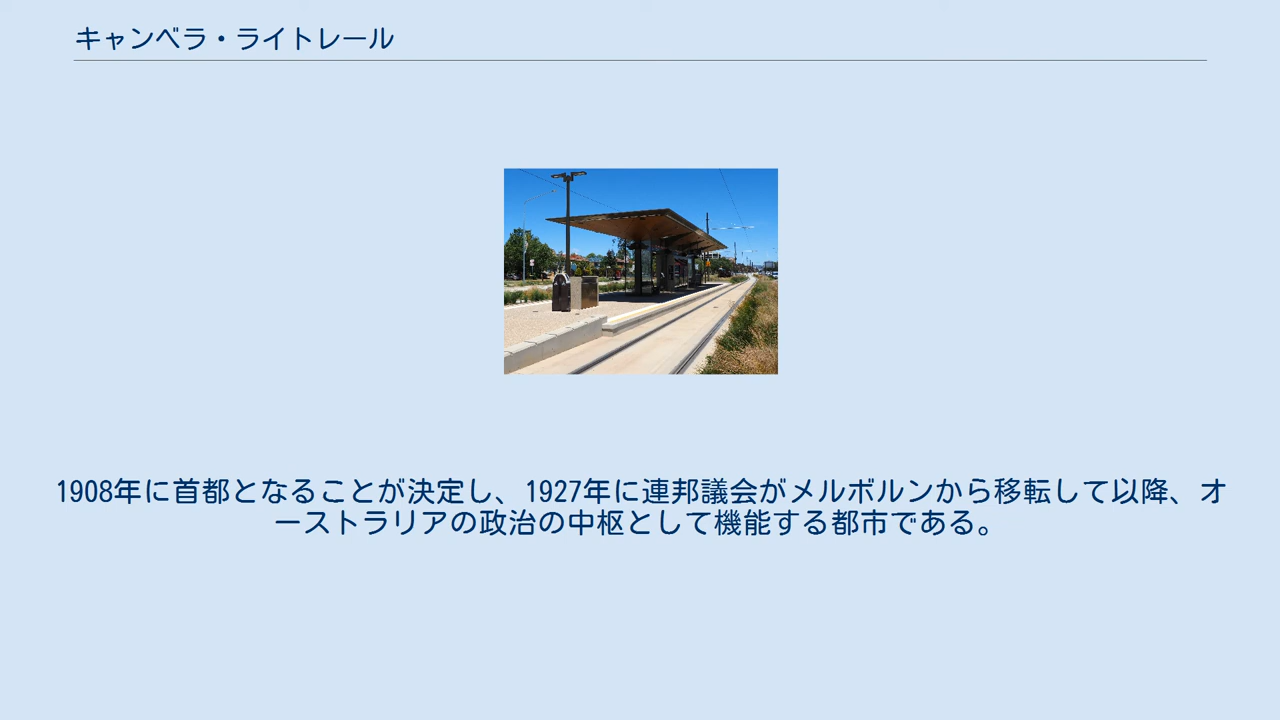 キャンベラ・ライトレール
1908年に首都となることが決定し、1927年に連邦議会がメルボルンから移転して以降、オ
ーストラリアの政治の中枢として機能する都市である。